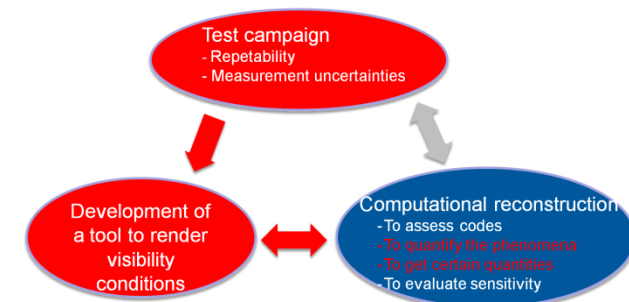 Test campaign
- Repetability
- Measurement uncertainties
Development of
a tool to render
visibility
conditions
Computational reconstruction
-To assess codes
-To quantify the phenomena
-To get certain quantities
-To evaluate sensitivity